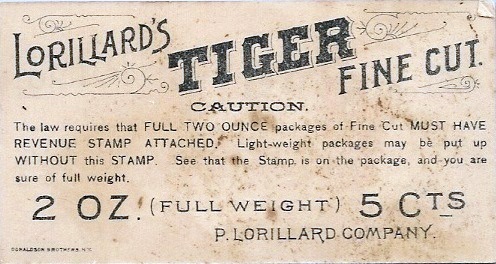 LORILLARD'S TIGER FINE CUT.
CAUTION.
The law requires that FULL TWO OUNCE packages of Fine Cut MUST HAVE
REVENUE STAMP ATTACHED. Light-weight packages may be put up
WITHOUT this STAMP. See that the Stamp is on the package, and you are
sure of full weight.
2 OZ. (FULL WEIGHT) 5 CTS
P. LORILLARD COMPANY.
DONALDSON BROTHERS, N.Y.